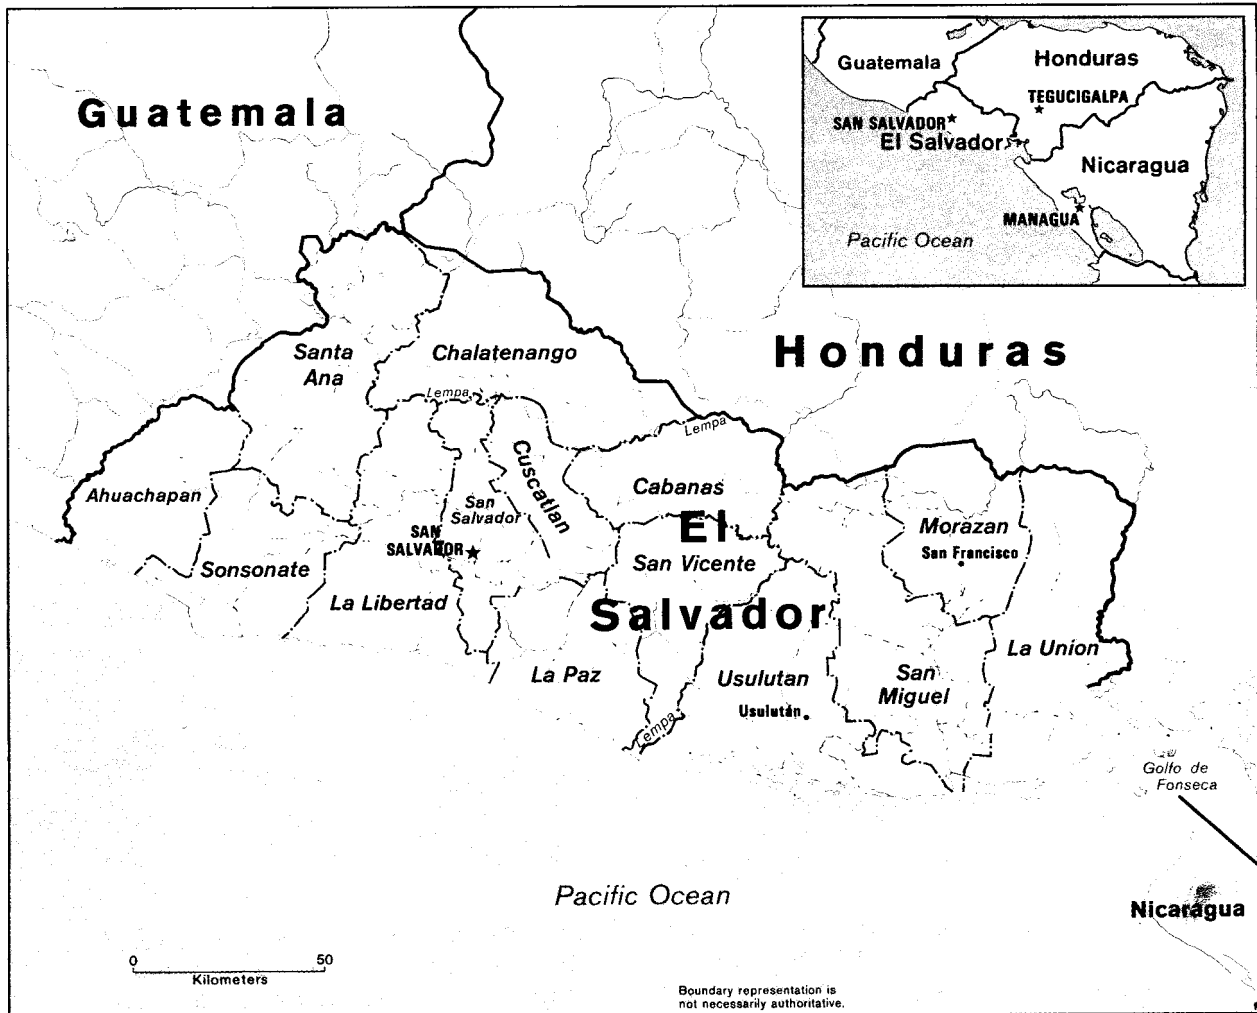 Guatemala
Honduras
TEGUCIGALPA
SAN SALVADOR
El Salvador
Nicaragua
MANAGUA
Pacific Ocean
Guatemala
Honduras
Santa
Ana
Chalatenango
Lempa
Lempa
Cuscatlan
Cabanas
Ahuachapan
San
Salvador
SAN
SALVADOR
El
Salvador
Morazan
San Francisco
Sonsonate
San Vicente
La Libertad
La Paz
Usulutan
Usulután
San
Miguel
La Union
Lempa
Golfo de
Fonseca
Pacific Ocean
Nicaragua
0 50
Kilometers
Boundary representation is
not necessarily authoritative.